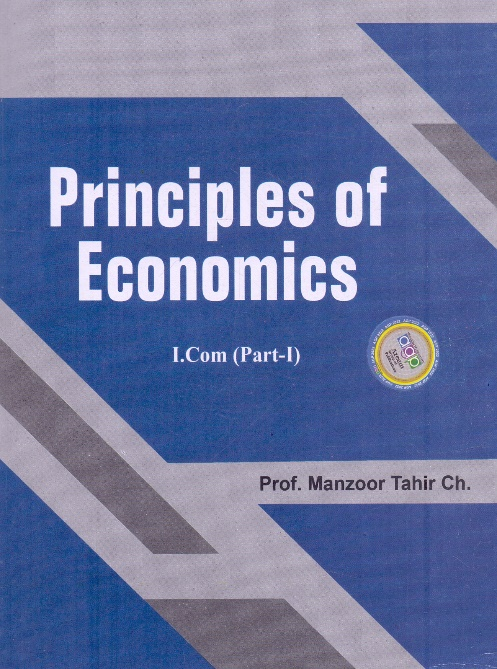 Principles of
Economics
I.Com (Part-I)
Prof. Manzoor Tahir Ch.